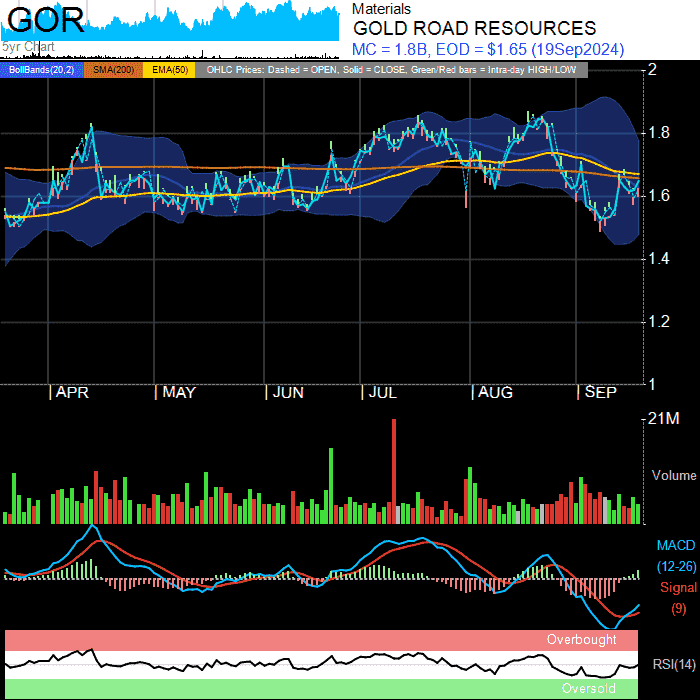 GOR
Materials
GOLD ROAD RESOURCES
5yr Chart
MC = 1.8B, EOD = $1.65 (19Sep2024)
BollBands(20,2) SMA(200) EMA(50) OHLC Prices: Dashed = OPEN, Solid = CLOSE, Green/Red bars = Intra-day HIGH/LOW
2
1.8
1.6
1.4
1.2
1
APR MAY JUN JUL AUG SEP
21M
Volume
MACD
(12-26)
Signal
(9)
Overbought
RSI(14)
Oversold